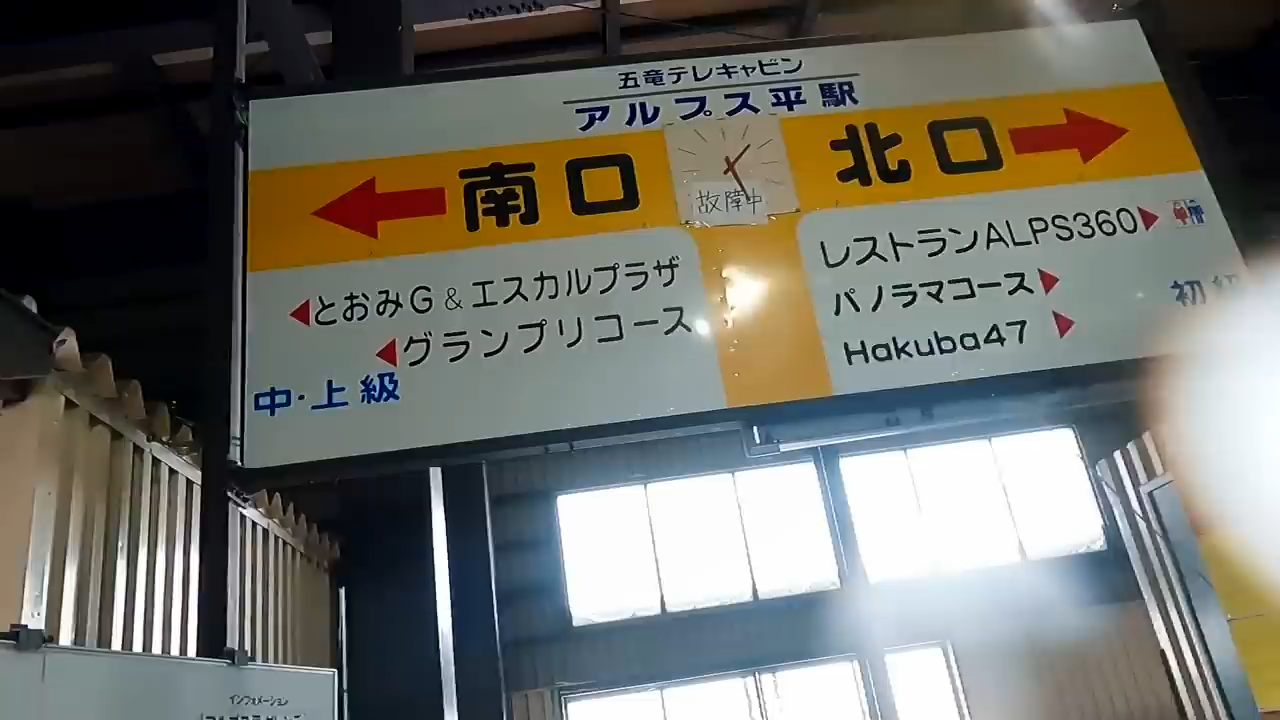 五竜テレキャビン
アルプス平駅
南口
北口
故障中
とおみG&エスカルプラザ
グランプリコース
中・上級
レストランALPS360
パノラマコース
Hakuba47
初
インフォメーション